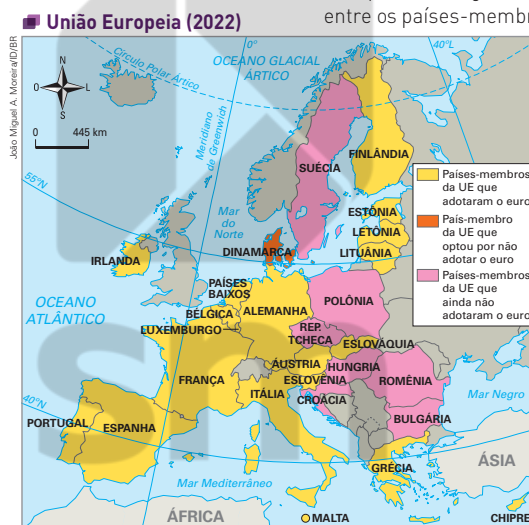 entre os países-membr
União Europeia (2022)
João Miguel A. Moreira/ID/BR
0°
40°L
OCEANO GLACIAL
ÁRTICO
Círculo Polar Ártico
N
O
L
S
0 445 km
Meridiano
de Greenwich
55°N
SUÉCIA
FINLÂNDIA
Países-membros
da UE que
adotaram o euro
País-membro
da UE que
optou por não
adotar o euro
Países-membros
da UE que
ainda não
adotaram o euro
Mar
do
Norte
ESTÔNIA
LETÔNIA
LITUÂNIA
DINAMARCA
IRLANDA
PAÍSES
BAIXOS
OCEANO
ATLÂNTICO
BÉLGICA
ALEMANHA
POLÔNIA
LUXEMBURGO
REP.
TCHECA
ESLOVÁQUIA
ÁUSTRIA
HUNGRIA
FRANÇA
ESLOVÊNIA
ROMÊNIA
ITÁLIA
CROÁCIA
40°N
Mar Negro
BULGÁRIA
PORTUGAL
ESPANHA
GRÉCIA
ÁSIA
Mar Mediterrâneo
ÁFRICA
MALTA
CHIPRE
sm